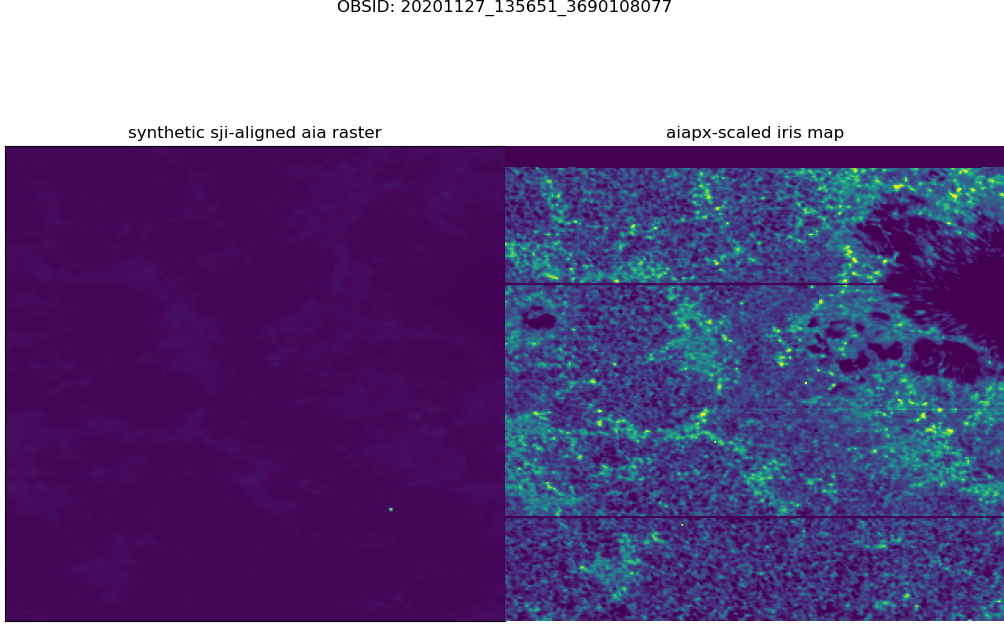 OBSID: 20201127_135651_3690108077
synthetic sji-aligned aia raster
aiapx-scaled iris map